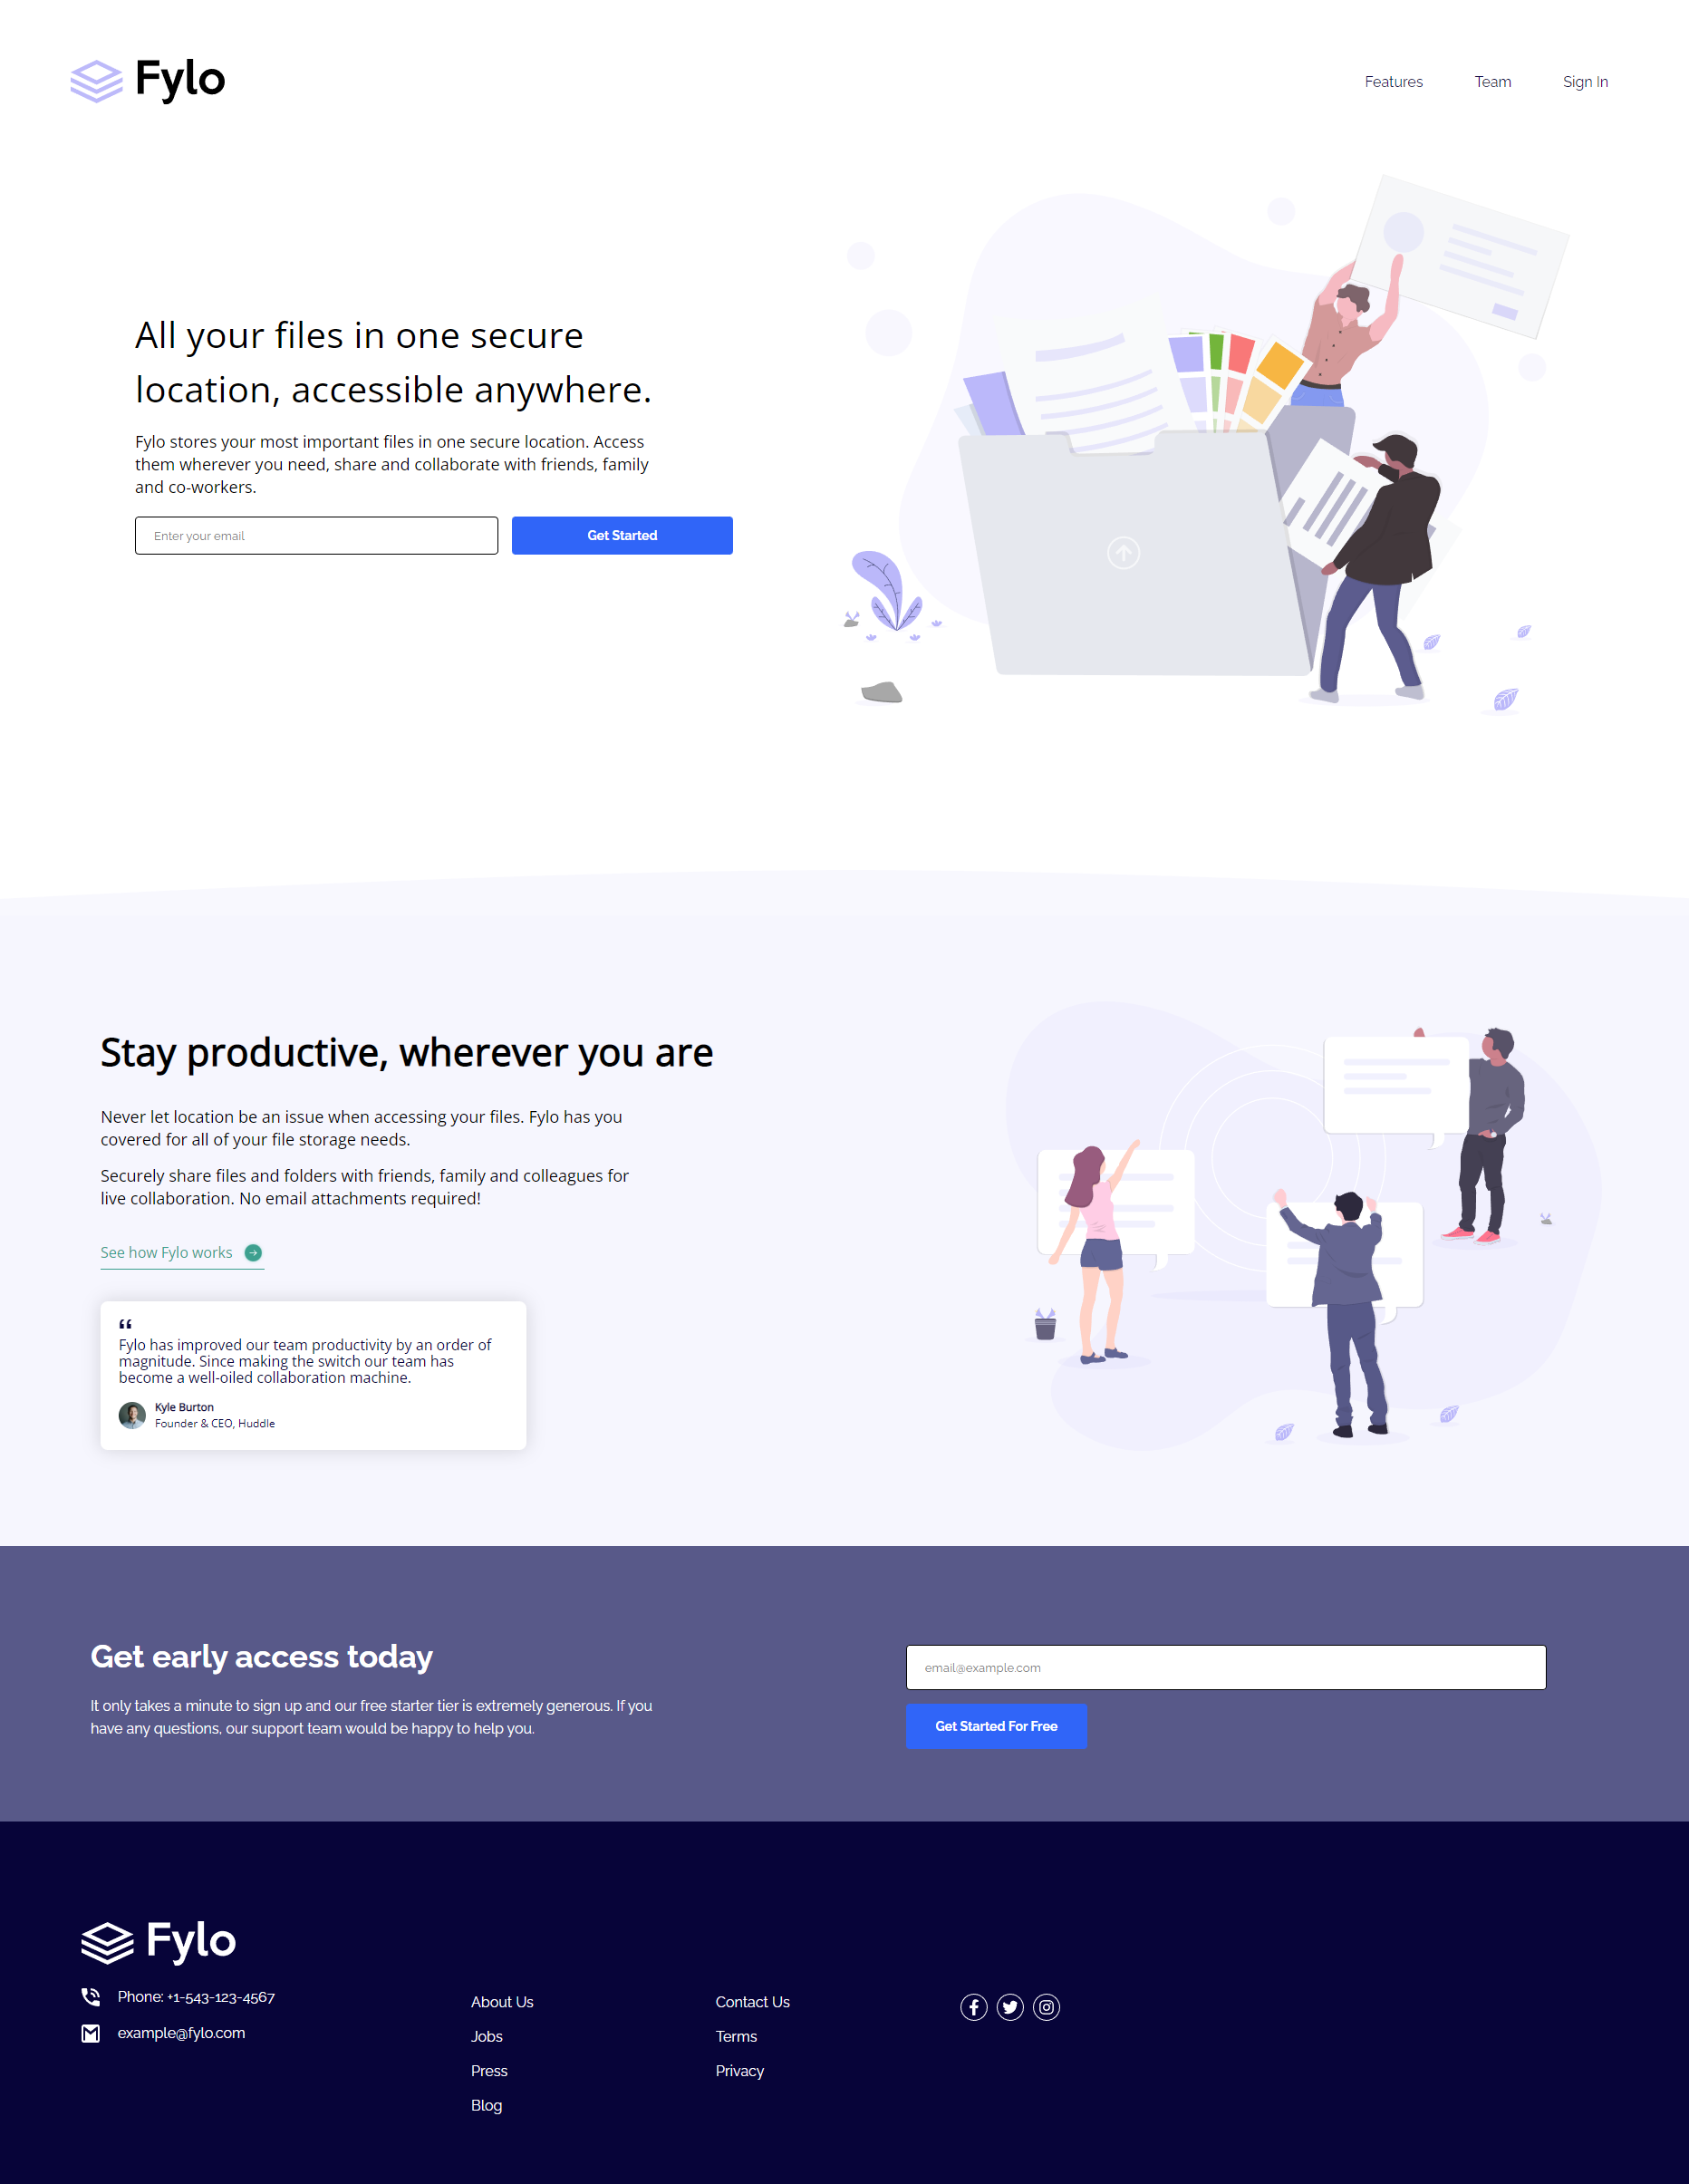 Fylo
Features
Team
Sign In
All your files in one secure
location, accessible anywhere.
Fylo stores your most important files in one secure location. Access
them wherever you need, share and collaborate with friends, family
and co-workers.
Enter your email
Get Started
Stay productive, wherever you are
Never let location be an issue when accessing your files. Fylo has you
covered for all of your file storage needs.
Securely share files and folders with friends, family and colleagues for
live collaboration. No email attachments required!
See how Fylo works
“
Fylo has improved our team productivity by an order of
magnitude. Since making the switch our team has
become a well-oiled collaboration machine.
Kyle Burton
Founder & CEO, Huddle
Get early access today
It only takes a minute to sign up and our free starter tier is extremely generous. If you
have any questions, our support team would be happy to help you.
email@example.com
Get Started For Free
Fylo
Phone: +1-543-123-4567
example@fylo.com
About Us
Jobs
Press
Blog
Contact Us
Terms
Privacy